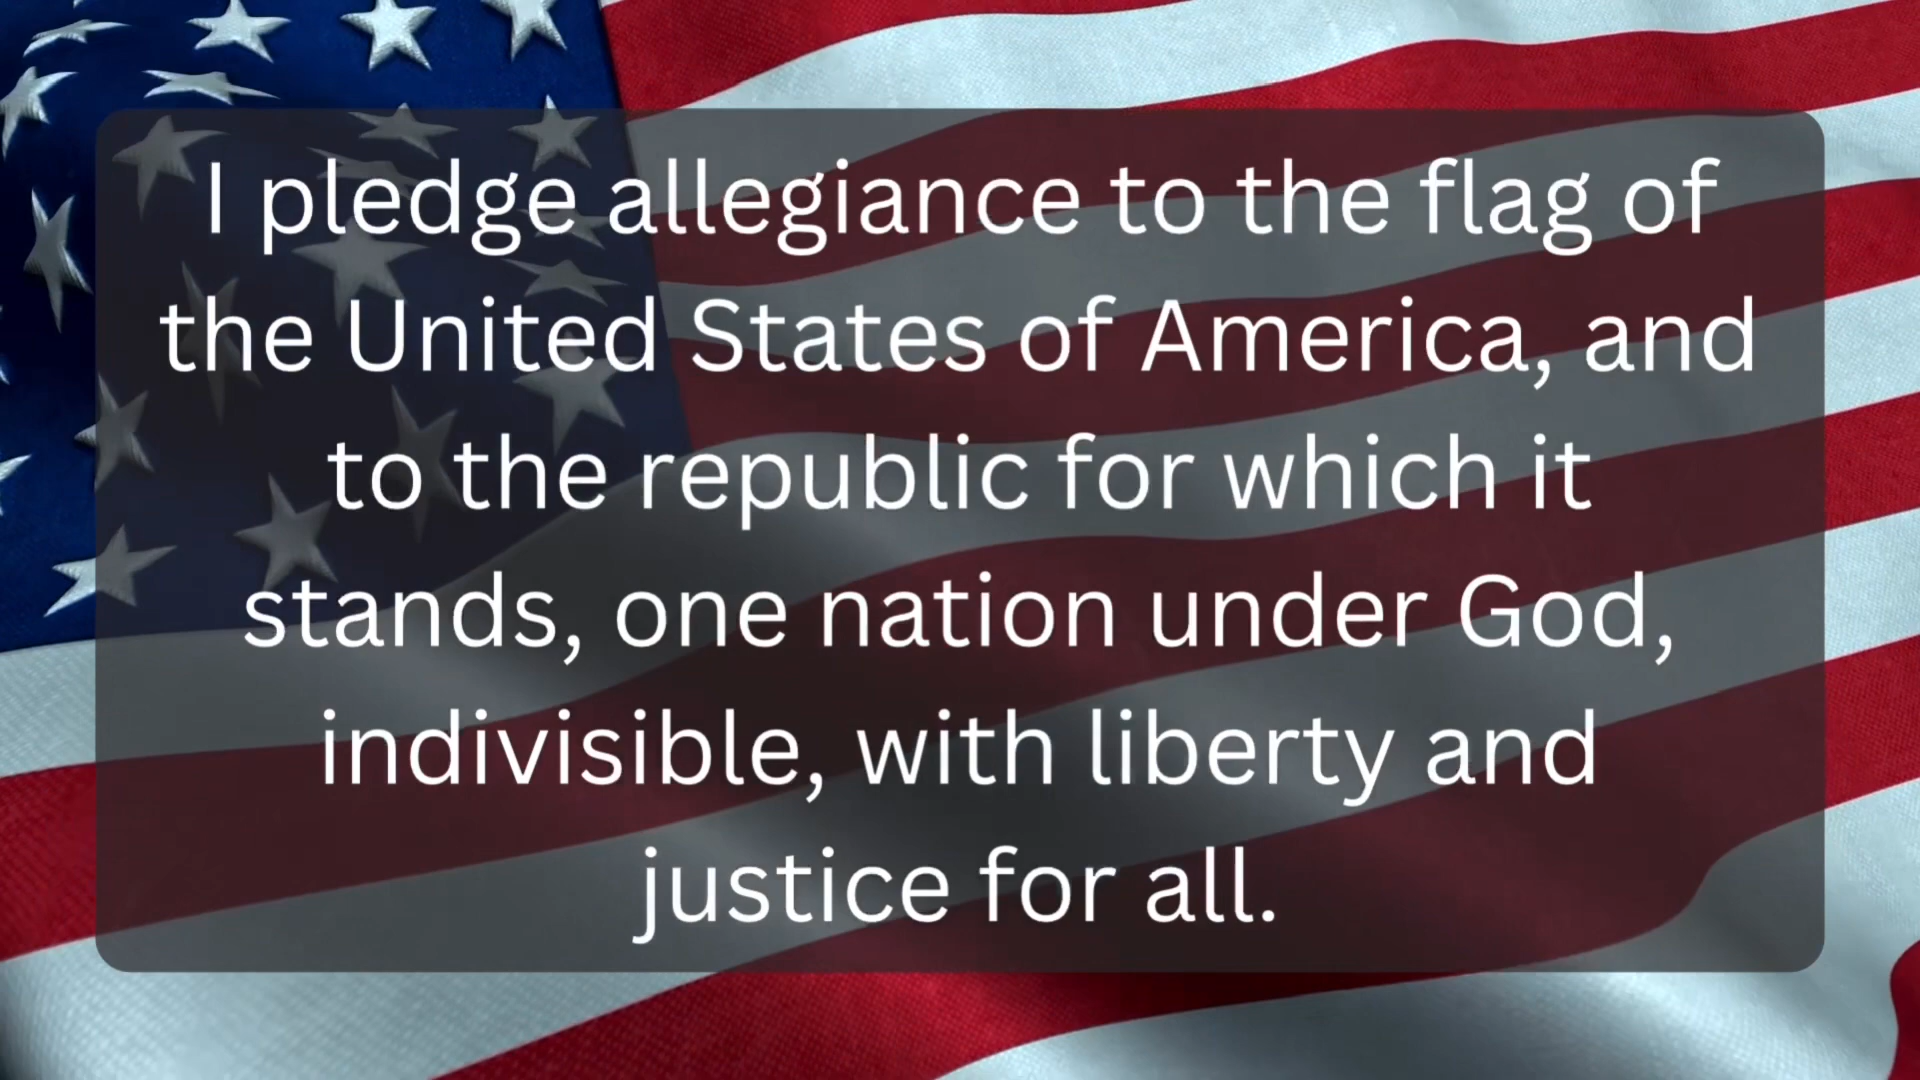 I pledge allegiance to the flag of
the United States of America, and
to the republic for which it
stands, one nation under God,
indivisible, with liberty and
justice for all.